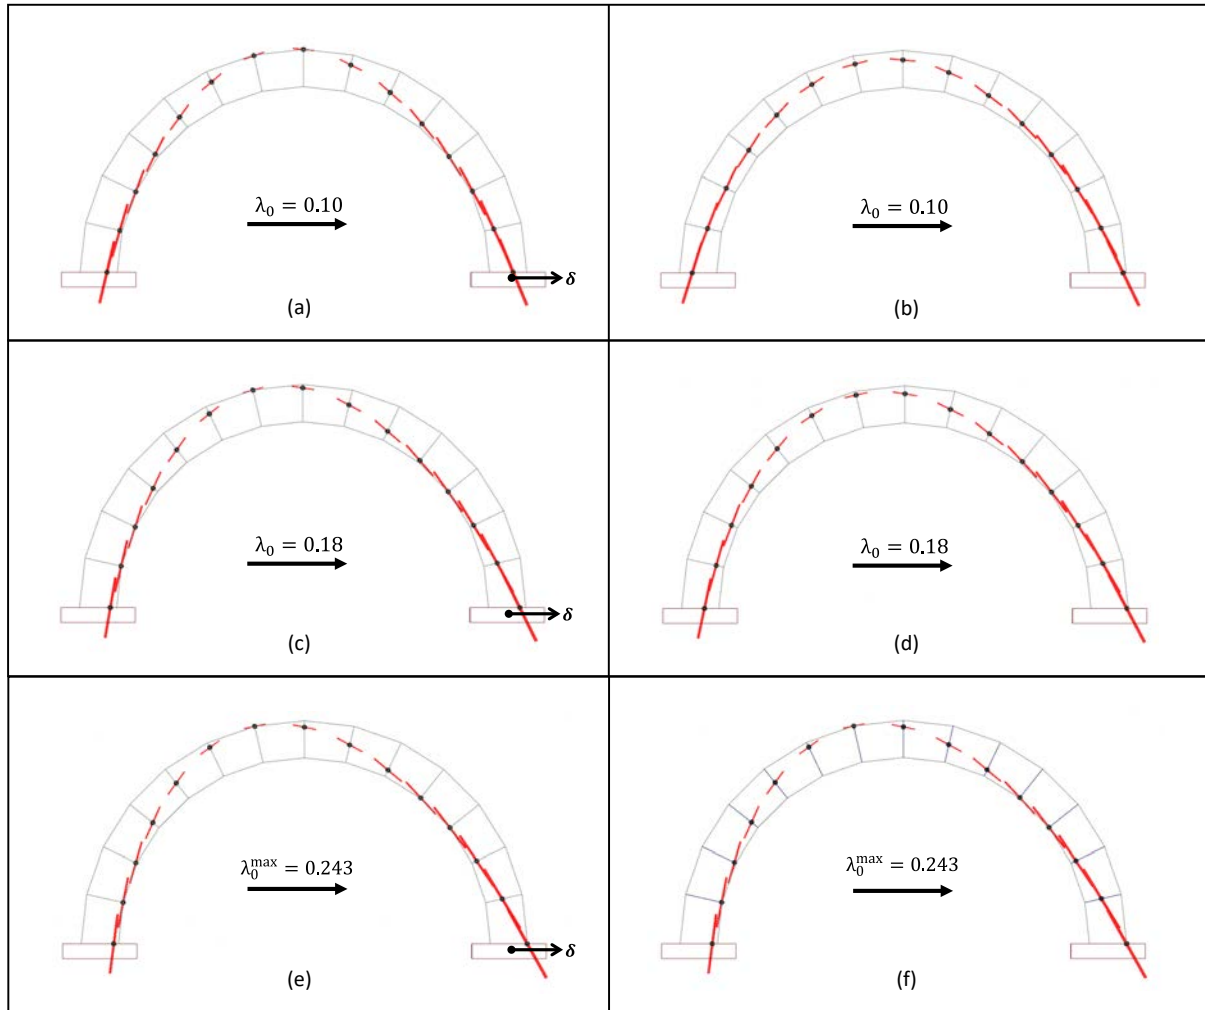 λ₀ = 0.10
δ
(a)
λ₀ = 0.10
(b)
λ₀ = 0.18
δ
(c)
λ₀ = 0.18
(d)
λ₀ᵐᵃˣ = 0.243
δ
(e)
λ₀ᵐᵃˣ = 0.243
(f)